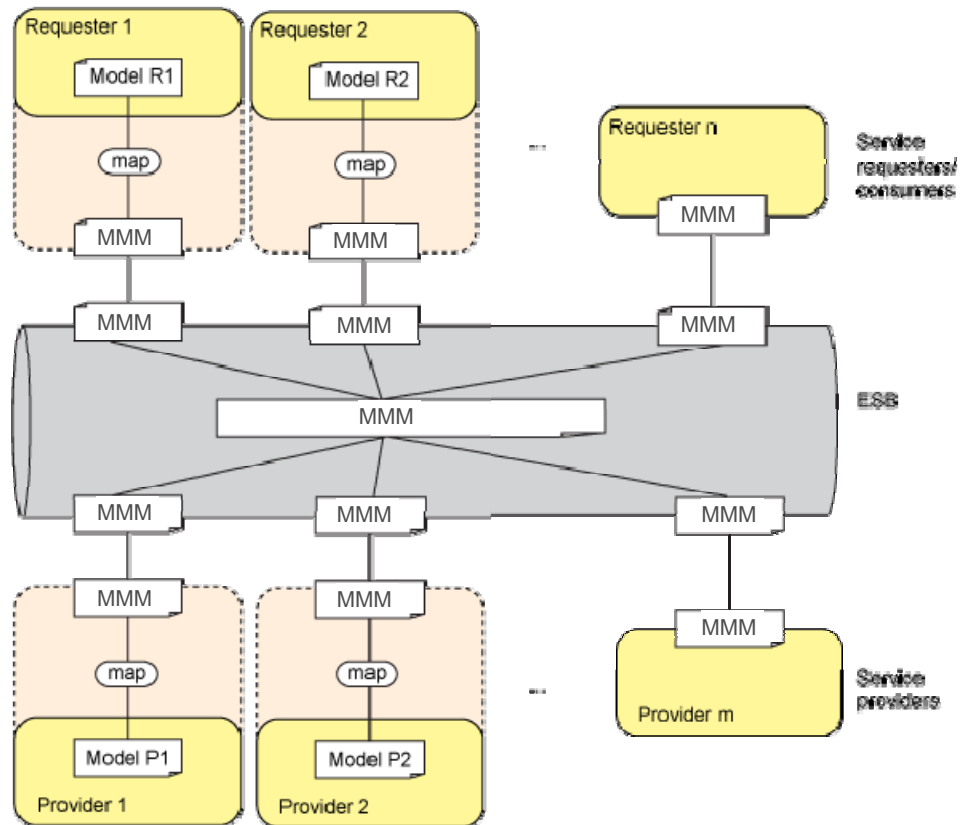 Requester 1
Requester 2
Model R1
Model R2
Requester n
map
map
...
Service
requesters/
consumers
MMM
MMM
MMM
MMM
MMM
MMM
MMM
ESB
MMM
MMM
MMM
MMM
MMM
MMM
map
map
...
Service
providers
Provider m
Model P1
Model P2
Provider 1
Provider 2